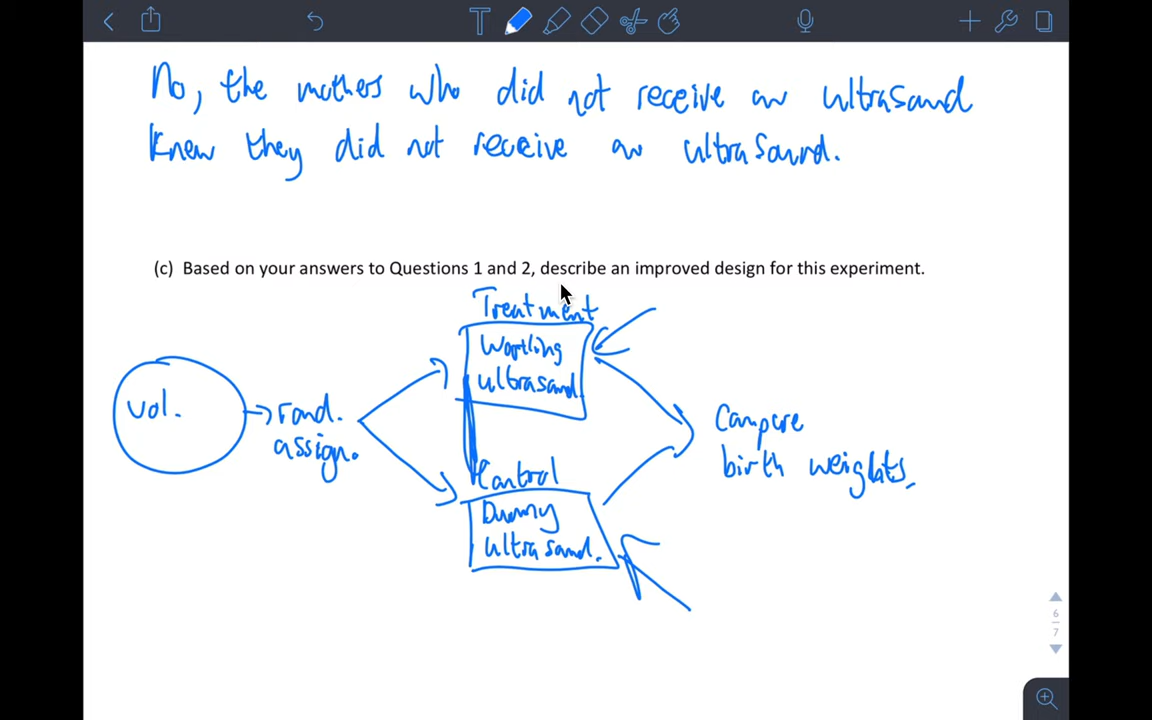 No, the mothers who did not receive an ultrasound
knew they did not receive an ultrasound.
(c) Based on your answers to Questions 1 and 2, describe an improved design for this experiment.
Treatment
Working
ultrasound
vol.
rand.
assign.
Compare
birth weights.
Control
Dummy
ultrasound.
6
7